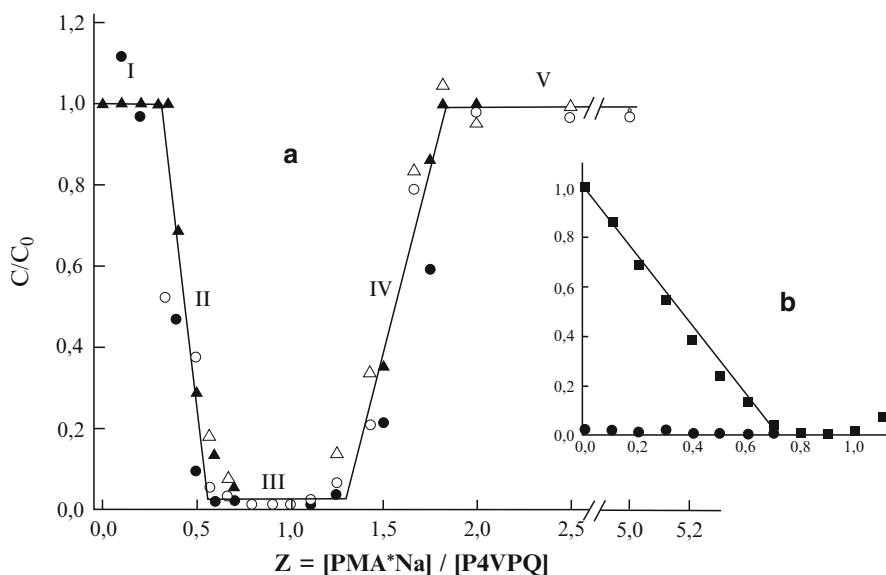 1,2
1,0
0,8
0,6
0,4
0,2
0,0
C/C0
I
II
III
IV
V
a
0,0 0,5 1,0 1,5 2,0 2,5 5,0 5,2
Z = [PMA*Na] / [P4VPQ]
b
1,0
0,8
0,6
0,4
0,2
0,0
0,0 0,2 0,4 0,6 0,8 1,0